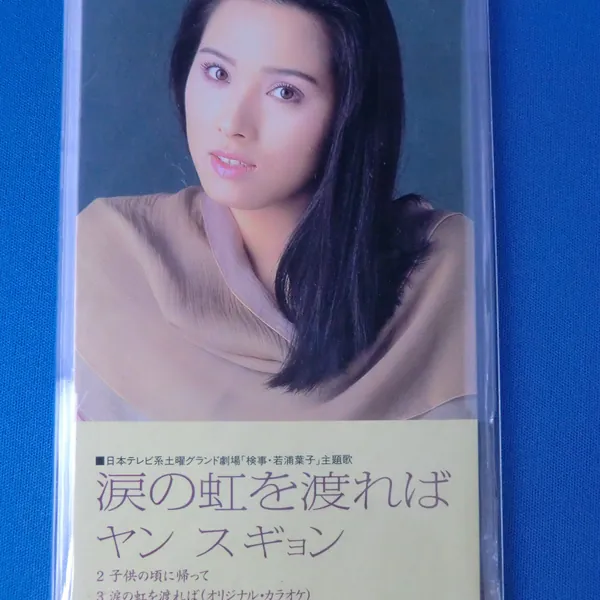 ■日本テレビ系土曜グランド劇場「検事・若浦葉子」主題歌
涙の虹を渡れば
ヤン スギョン
2 子供の頃に帰って
3 涙の虹を渡れば(オリジナル・カラオケ)